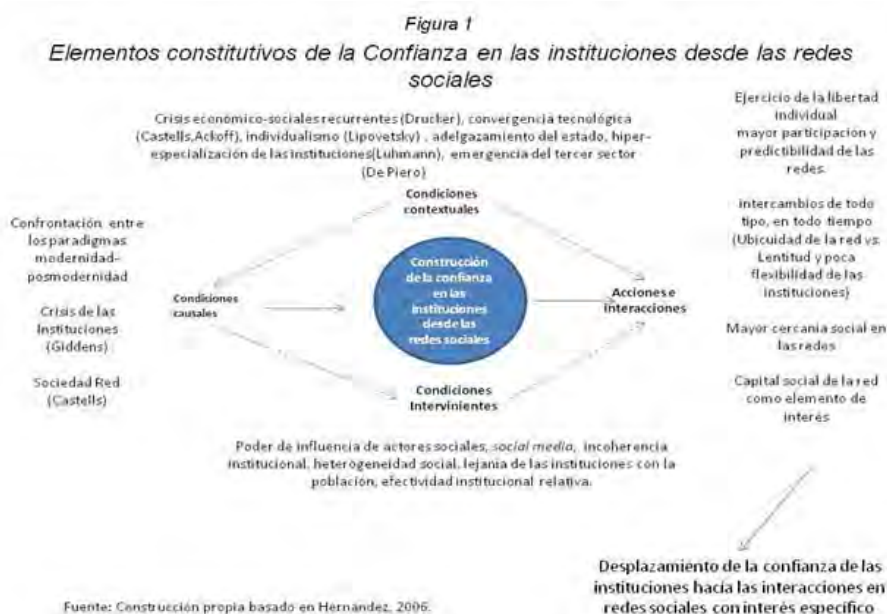 Figura 1
Elementos constitutivos de la Confianza en las instituciones desde las redes
sociales
Crisis económico-sociales recurrentes (Drucker), convergencia tecnológica
(Castells,Ackoff), individualismo (Lipovetsky) , adelgazamiento del estado, hiper-
especialización de las instituciones(Luhmann), emergencia del tercer sector
(De Piero)
Condiciones
contextuales
Confrontación entre
los paradigmas
modernidad-
posmodernidad
Crisis de las
Instituciones
(Giddens)
Sociedad Red
(Castells)
Condiciones
causales
Construcción
de la confianza
en las
instituciones
desde las
redes sociales
Acciones e
interacciones
Condiciones
Intervinientes
Poder de influencia de actores sociales, social media, incoherencia
institucional, heterogeneidad social, lejanía de las instituciones con la
población, efectividad institucional relativa.
Ejercicio de la libertad
individual
mayor participación y
predictibilidad de las
redes.
intercambios de todo
tipo, en todo tiempo
(Ubicuidad de la red vs.
Lentitud y poca
flexibilidad de las
instituciones)
Mayor cercanía social en
las redes
Capital social de la red
como elemento de
interés
Desplazamiento de la confianza de las
instituciones hacia las interacciones en
redes sociales con interés específico
Fuente: Construcción propia basado en Hernández, 2006.